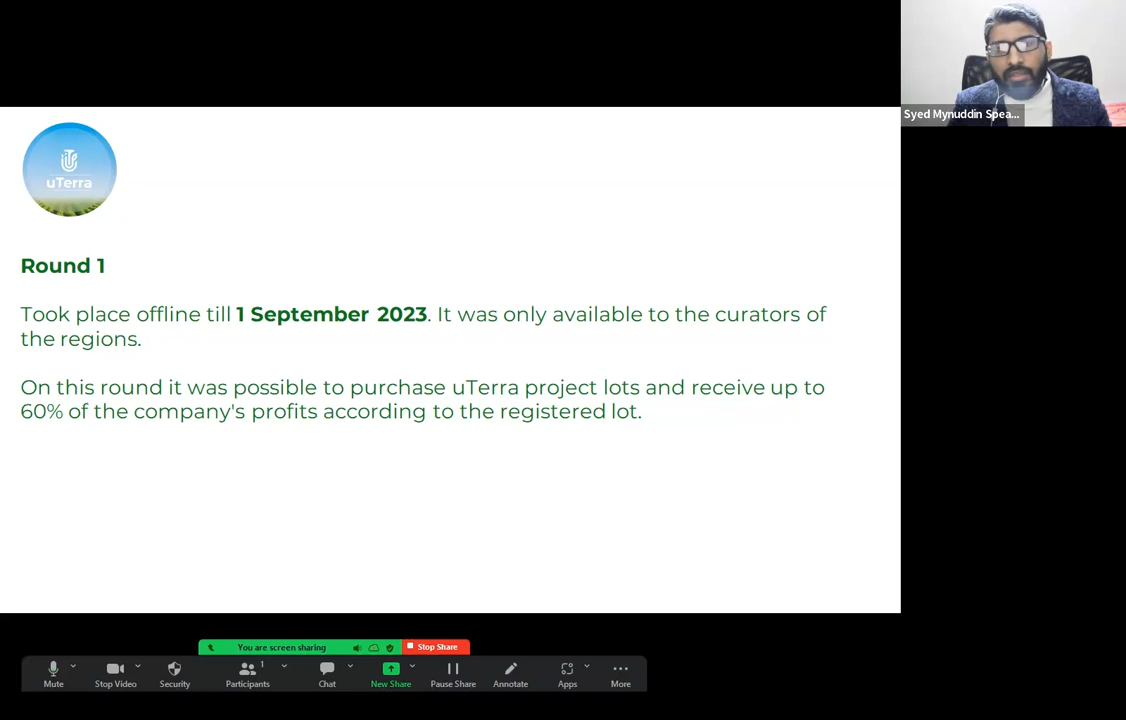 Syed Mynuddin Spea...
uTerra
Round 1
Took place offline till 1 September 2023. It was only available to the curators of
the regions.
On this round it was possible to purchase uTerra project lots and receive up to
60% of the company's profits according to the registered lot.
You are screen sharing
Stop Share
1
Mute
Stop Video
Security
Participants
Chat
New Share
Pause Share
Annotate
Apps
More